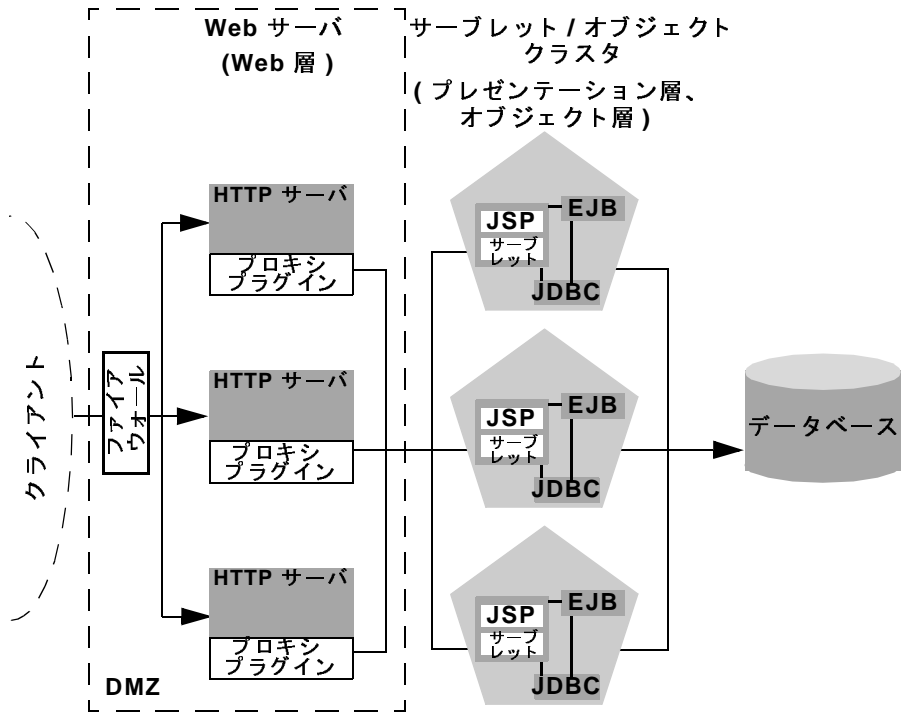 Web サーバ
(Web 層 )
サーブレット / オブジェクト
クラスタ
( プレゼンテーション層、
オブジェクト層 )
クライアント
ファイア
ウォール
HTTP サーバ
プロキシ
プラグイン
HTTP サーバ
プロキシ
プラグイン
HTTP サーバ
プロキシ
プラグイン
DMZ
JSP
サーブ
レット
EJB
JDBC
JSP
サーブ
レット
EJB
JDBC
JSP
サーブ
レット
EJB
JDBC
データベース